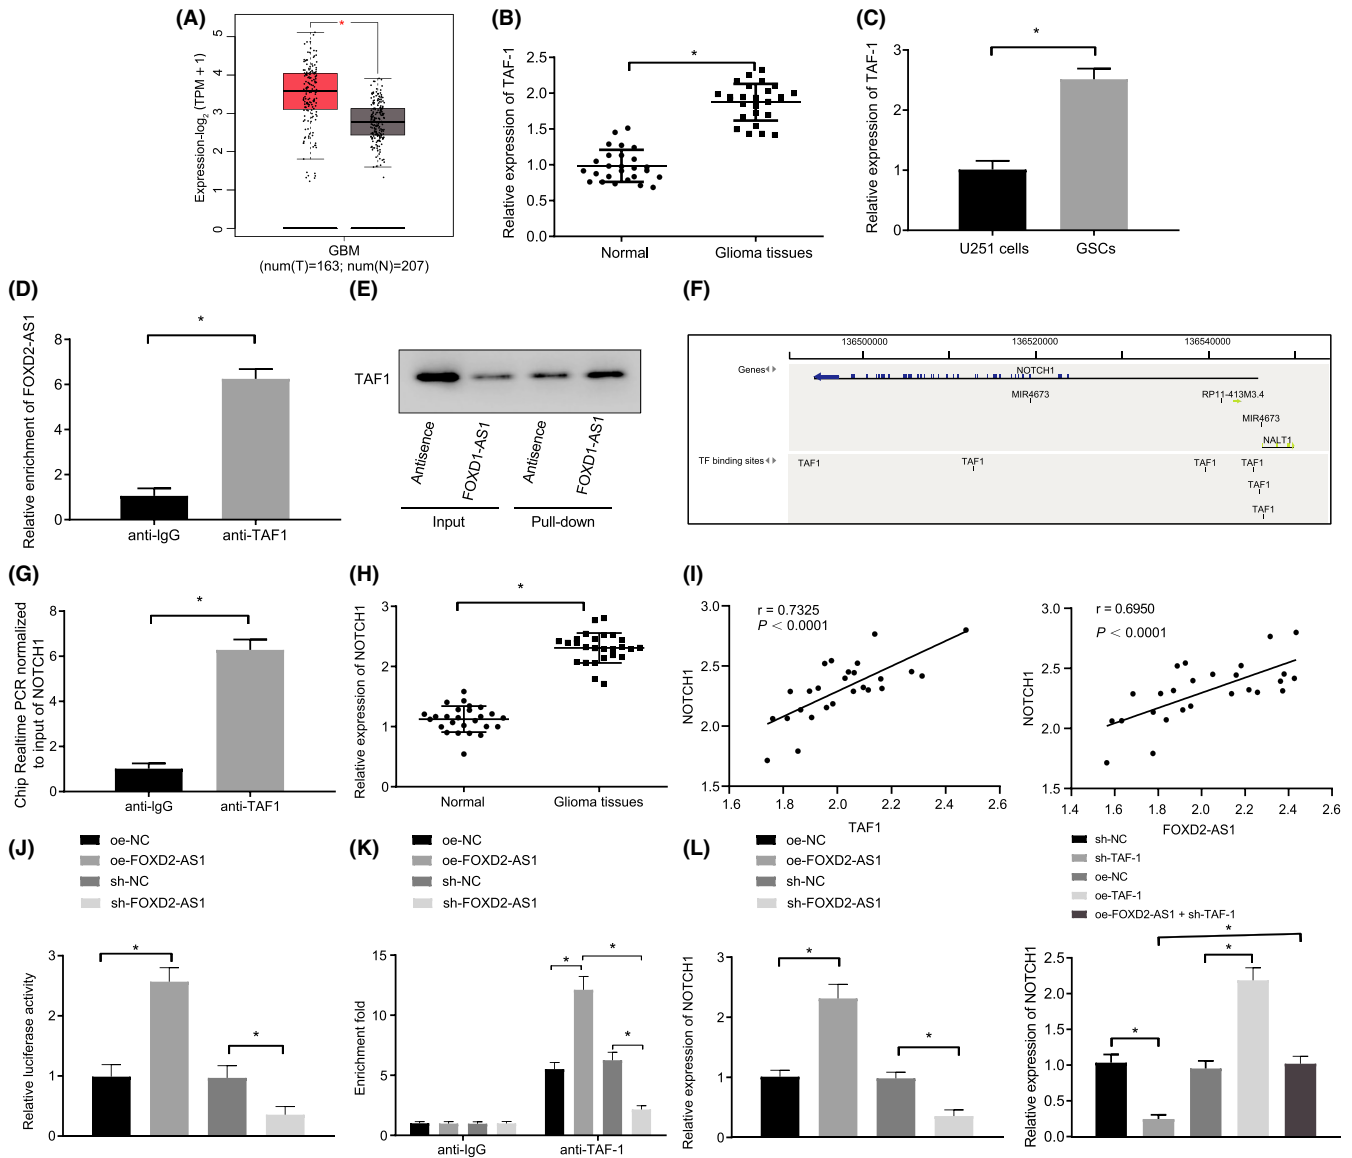 (A)
*
Expression-log2 (TPM + 1)
5
4
3
2
1
0
GBM
(num(T)=163; num(N)=207)
(B)
*
Relative expression of TAF-1
2.5
2.0
1.5
1.0
0.5
0.0
Normal
Glioma tissues
(C)
*
Relative expression of TAF-1
3
2
1
0
U251 cells
GSCs
(D)
*
Relative enrichment of FOXD2-AS1
8
6
4
2
0
anti-IgG
anti-TAF1
(E)
TAF1
Antisence
FOXD1-AS1
Antisence
FOXD1-AS1
Input
Pull-down
(F)
136500000
136520000
136540000
Genes
NOTCH1
MIR4673
RP11-413M3.4
MIR4673
NALT1
TF binding sites
TAF1
TAF1
TAF1
TAF1
TAF1
TAF1
(G)
*
Chip Realtime PCR normalized
to input of NOTCH1
8
6
4
2
0
anti-IgG
anti-TAF1
(H)
*
Relative expression of NOTCH1
3
2
1
0
Normal
Glioma tissues
(I)
r = 0.7325
P < 0.0001
NOTCH1
3.0
2.5
2.0
1.5
1.6
1.8
2.0
2.2
2.4
2.6
TAF1
r = 0.6950
P < 0.0001
NOTCH1
3.0
2.5
2.0
1.5
1.4
1.6
1.8
2.0
2.2
2.4
2.6
FOXD2-AS1
(J)
oe-NC
oe-FOXD2-AS1
sh-NC
sh-FOXD2-AS1
*
*
Relative luciferase activity
3
2
1
0
(K)
oe-NC
oe-FOXD2-AS1
sh-NC
sh-FOXD2-AS1
*
*
*
Enrichment fold
15
10
5
0
anti-IgG
anti-TAF-1
(L)
oe-NC
oe-FOXD2-AS1
sh-NC
sh-FOXD2-AS1
*
*
Relative expression of NOTCH1
3
2
1
0
sh-NC
sh-TAF-1
oe-NC
oe-TAF-1
oe-FOXD2-AS1 + sh-TAF-1
*
*
*
Relative expression of NOTCH1
2.5
2.0
1.5
1.0
0.5
0.0